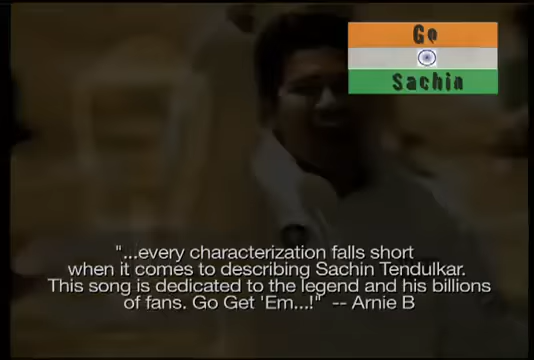 Go
Sachin
"...every characterization falls short
when it comes to describing Sachin Tendulkar.
This song is dedicated to the legend and his billions
of fans. Go Get 'Em...!" -- Arnie B